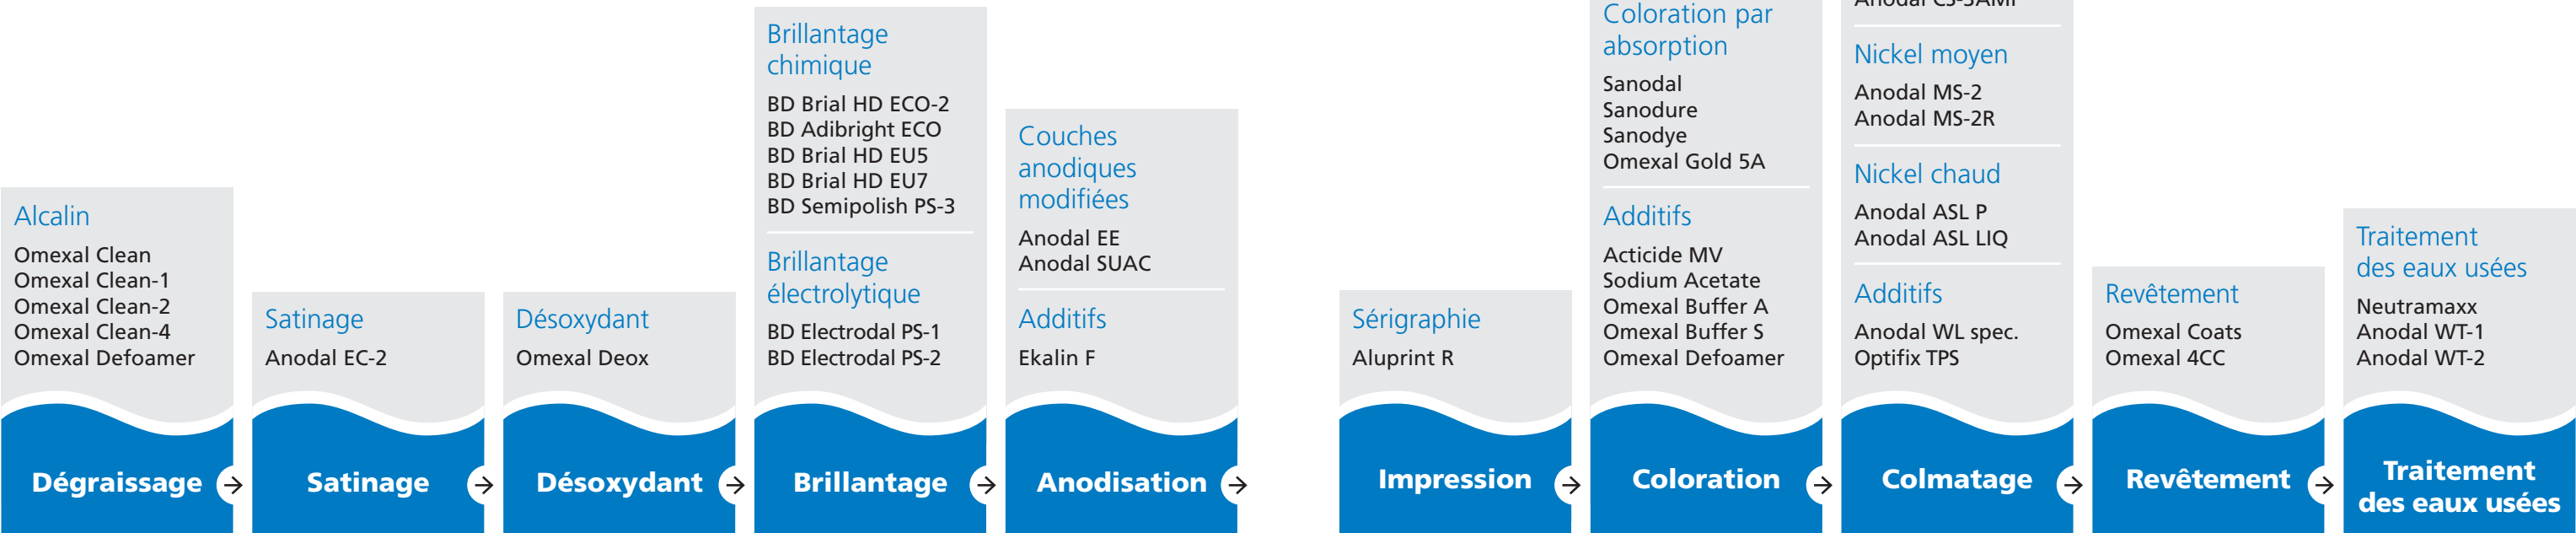 Alcalin
Omexal Clean
Omexal Clean-1
Omexal Clean-2
Omexal Clean-4
Omexal Defoamer
Dégraissage
Satinage
Anodal EC-2
Satinage
Désoxydant
Omexal Deox
Désoxydant
Brillantage
chimique
BD Brial HD ECO-2
BD Adibright ECO
BD Brial HD EU5
BD Brial HD EU7
BD Semipolish PS-3
Brillantage
électrolytique
BD Electrodal PS-1
BD Electrodal PS-2
Brillantage
Couches
anodiques
modifiées
Anodal EE
Anodal SUAC
Additifs
Ekalin F
Anodisation
Sérigraphie
Aluprint R
Impression
Coloration par
absorption
Sanodal
Sanodure
Sanodye
Omexal Gold 5A
Additifs
Acticide MV
Sodium Acetate
Omexal Buffer A
Omexal Buffer S
Omexal Defoamer
Coloration
Nickel moyen
Anodal MS-2
Anodal MS-2R
Nickel chaud
Anodal ASL P
Anodal ASL LIQ
Additifs
Anodal WL spec.
Optifix TPS
Colmatage
Revêtement
Omexal Coats
Omexal 4CC
Revêtement
Traitement
des eaux usées
Neutramaxx
Anodal WT-1
Anodal WT-2
Traitement
des eaux usées